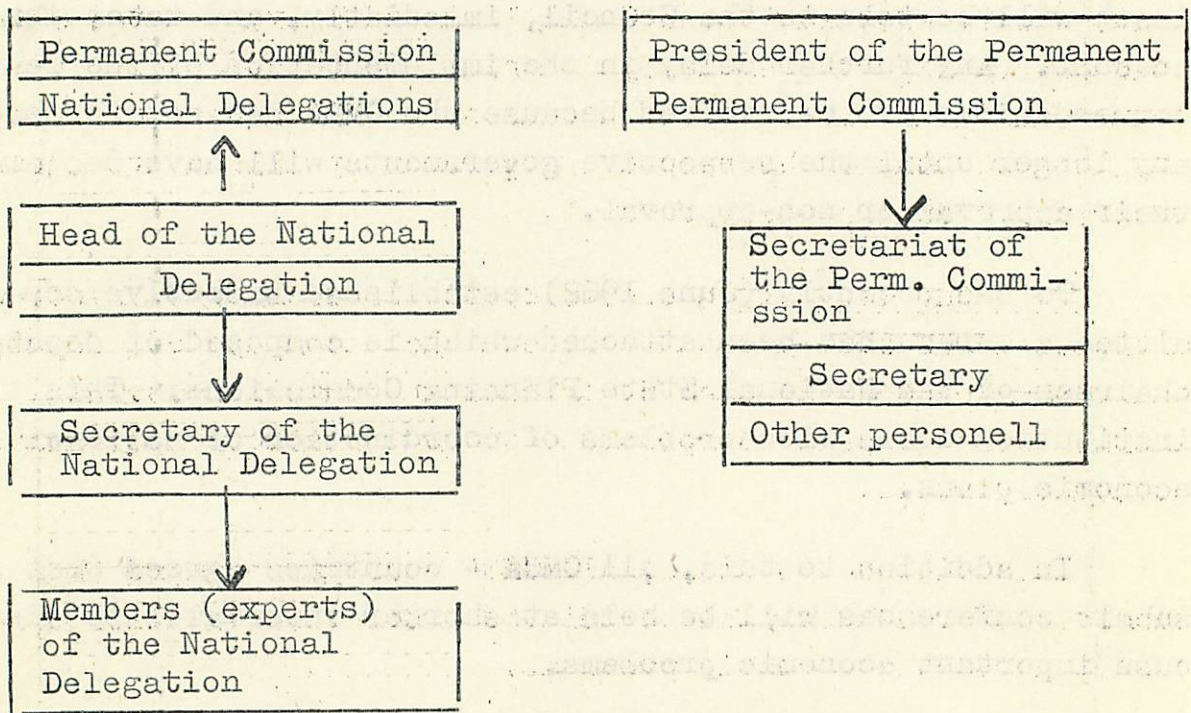 Permanent Commission
National Delegations
Head of the National
Delegation
Secretary of the
National Delegation
Members (experts)
of the National
Delegation
President of the Permanent
Permanent Commission
Secretariat of
the Perm. Commi-
ssion
Secretary
Other personell